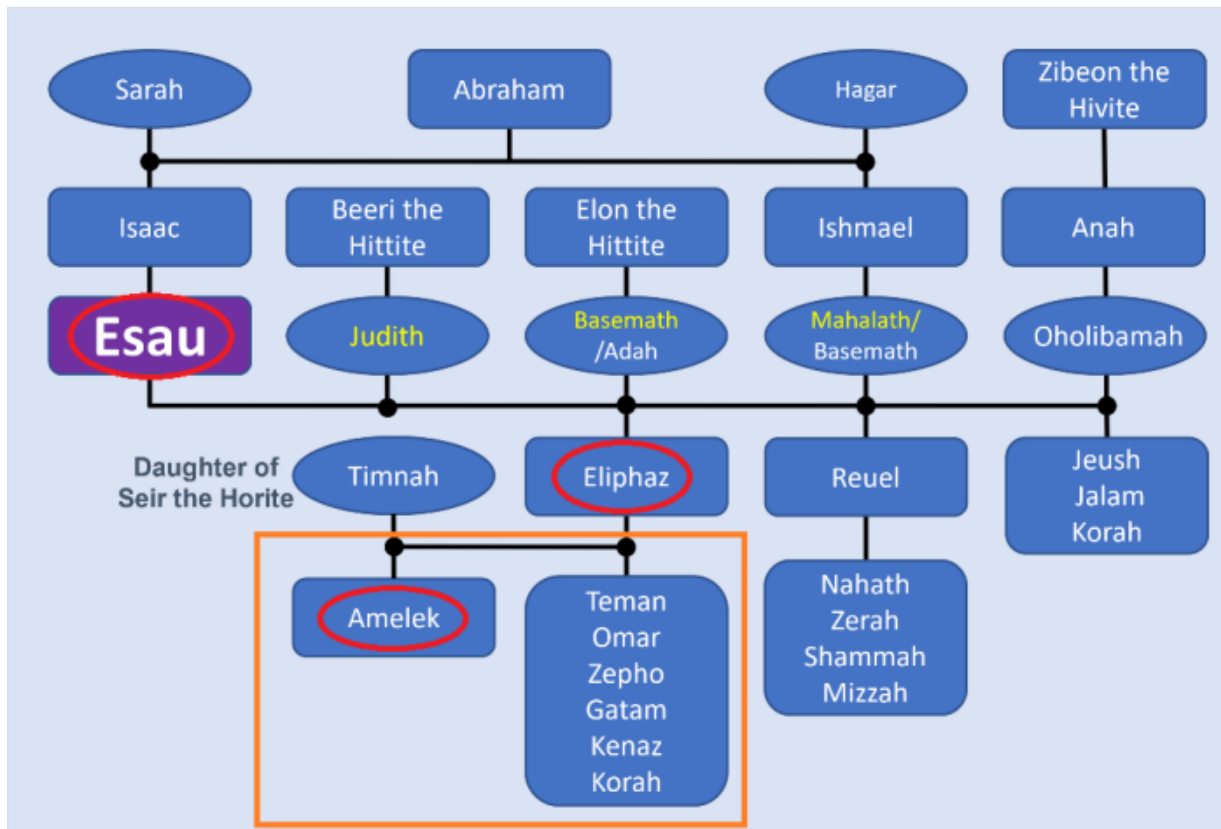 Sarah
Abraham
Hagar
Zibeon the
Hivite
Isaac
Beeri the
Hittite
Elon the
Hittite
Ishmael
Anah
Esau
Judith
Basemath
/Adah
Mahalath/
Basemath
Oholibamah
Daughter of
Seir the Horite
Timnah
Eliphaz
Reuel
Jeush
Jalam
Korah
Amelek
Teman
Omar
Zepho
Gatam
Kenaz
Korah
Nahath
Zerah
Shammah
Mizzah